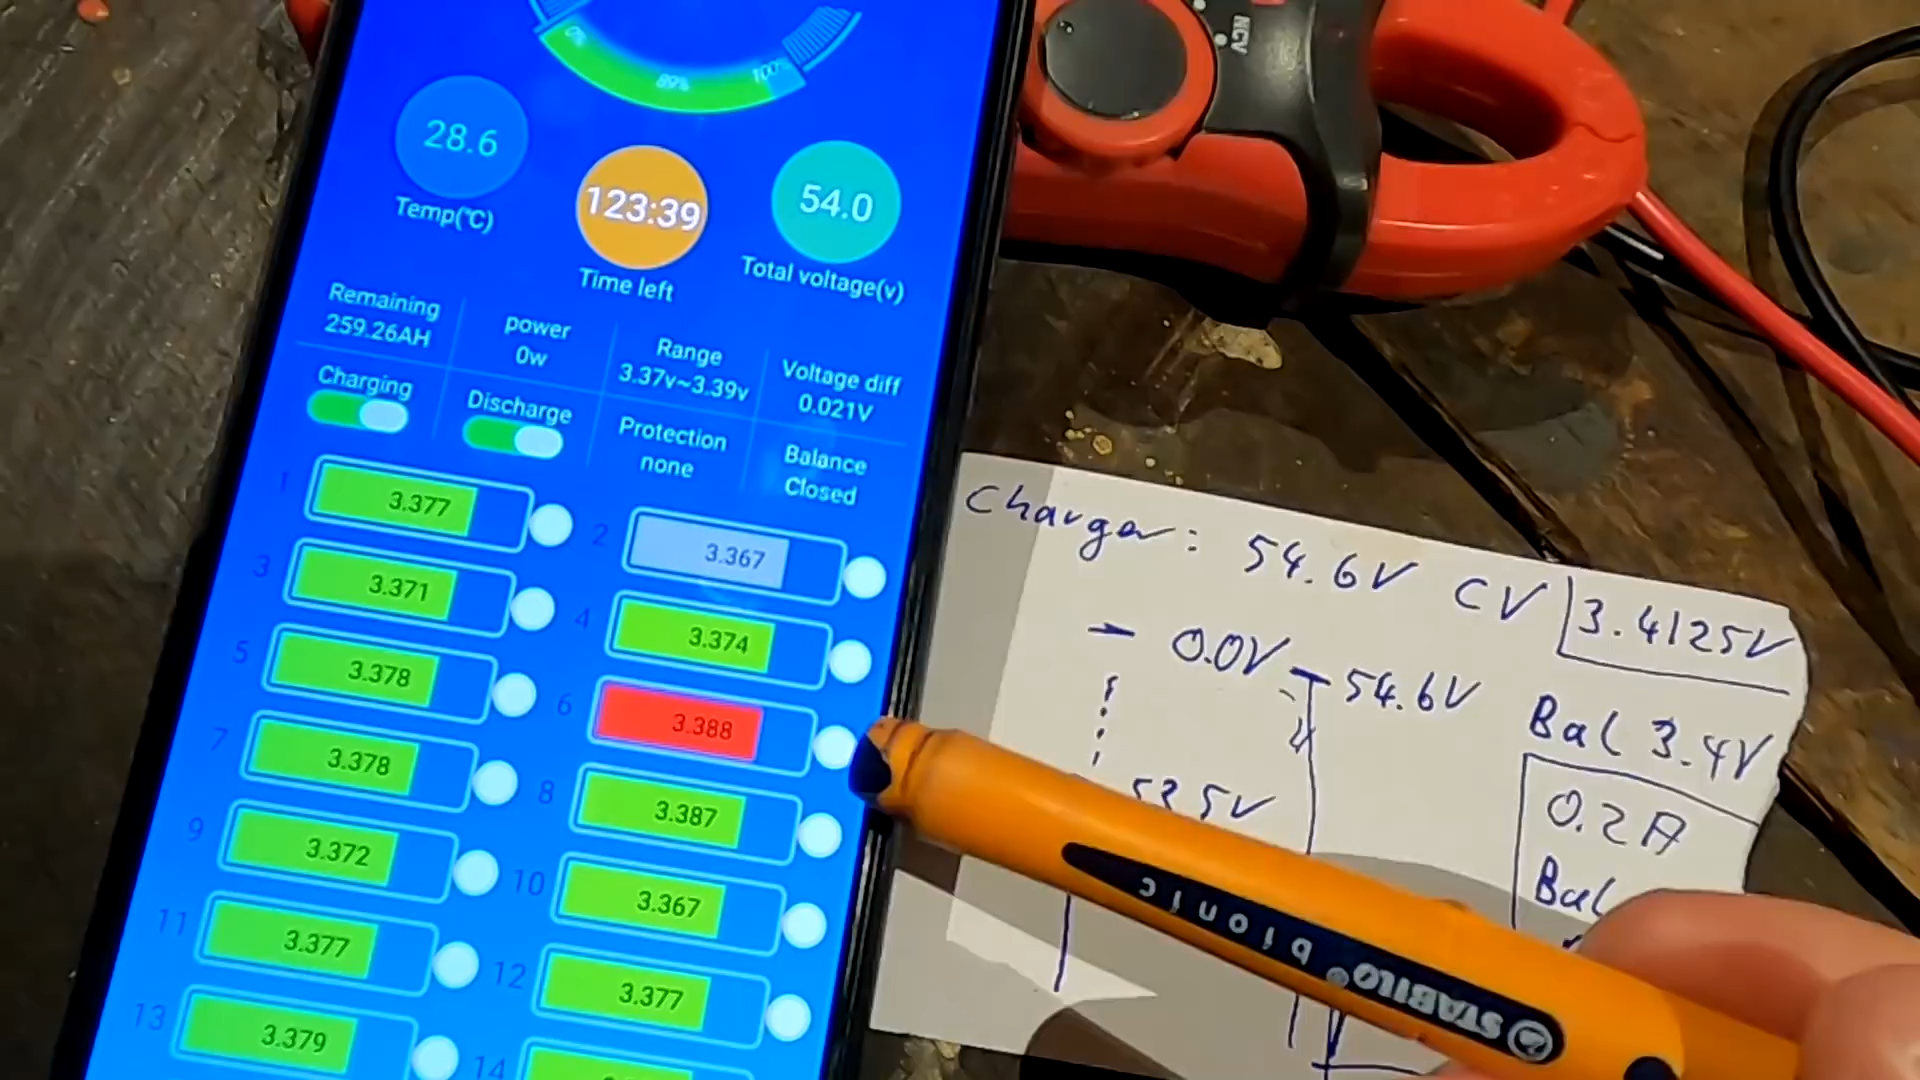 0%
89%
100%
28.6
Temp(℃)
123:39
Time left
54.0
Total voltage(v)
Remaining
259.26AH
power
0w
Range
3.37v~3.39v
Voltage diff
0.021V
Charging
Discharge
Protection
none
Balance
Closed
1 3.377
2 3.367
3 3.371
4 3.374
5 3.378
6 3.388
7 3.378
8 3.387
9 3.372
10 3.367
11 3.377
12 3.377
13 3.379
14
NCV
Charger: 54.6V CV 3.4125V
→ 0.0V - 54.6V
53.5V
Bal 3.4V
0.2A
Bal
STABILO® bionic